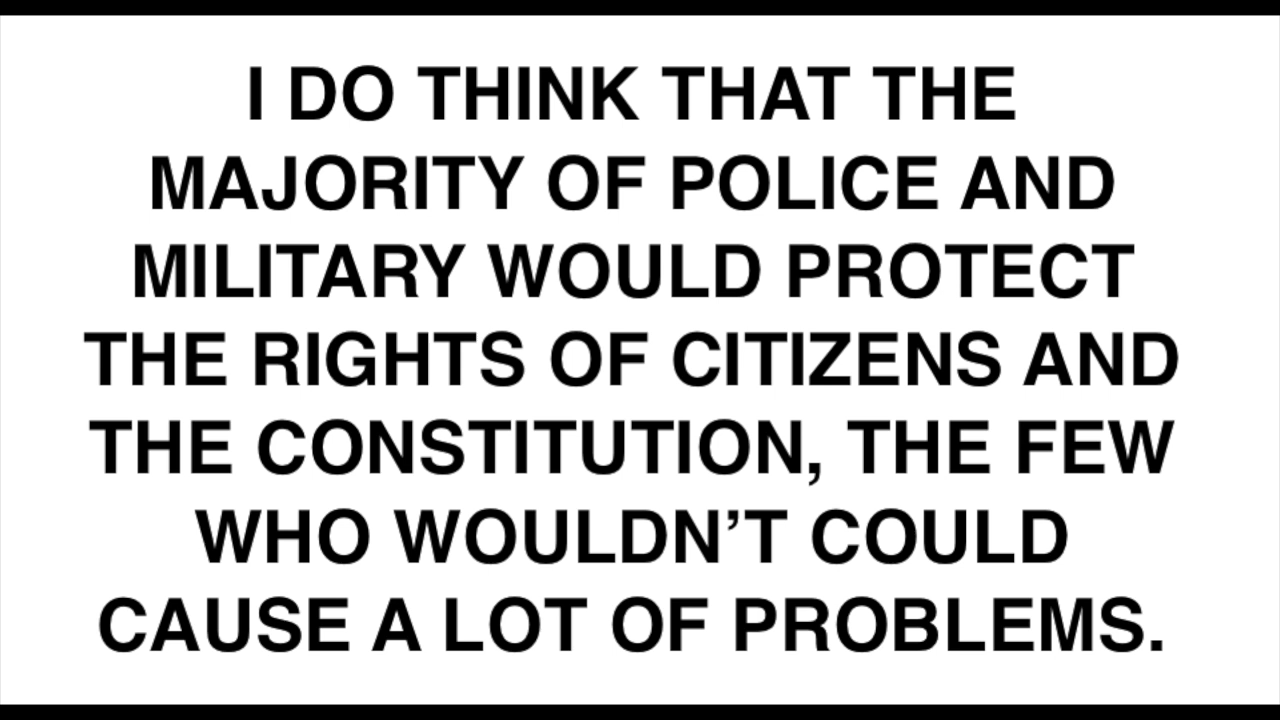 I DO THINK THAT THE
MAJORITY OF POLICE AND
MILITARY WOULD PROTECT
THE RIGHTS OF CITIZENS AND
THE CONSTITUTION, THE FEW
WHO WOULDN’T COULD
CAUSE A LOT OF PROBLEMS.